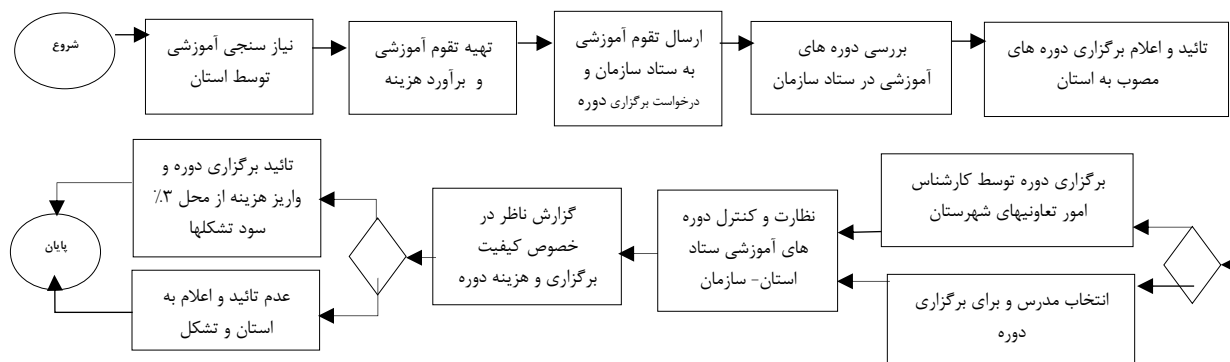 شروع
نیاز سنجی آموزشی
توسط استان
تهیه تقوم آموزشی
و برآورد هزینه
ارسال تقوم آموزشی
به ستاد سازمان و
درخواست برگزاری دوره
بررسی دوره های
آموزشی در ستاد سازمان
تائید و اعلام برگزاری دوره های
مصوب به استان
برگزاری دوره توسط کارشناس
امور تعاونیهای شهرستان
انتخاب مدرس و برای برگزاری
دوره
نظارت و کنترل دوره
های آموزشی ستاد
استان- سازمان
گزارش ناظر در
خصوص کیفیت
برگزاری و هزینه دوره
تائید برگزاری دوره و
واریز هزینه از محل ۳٪
سود تشکلها
عدم تائید و اعلام به
استان و تشکل
پایان